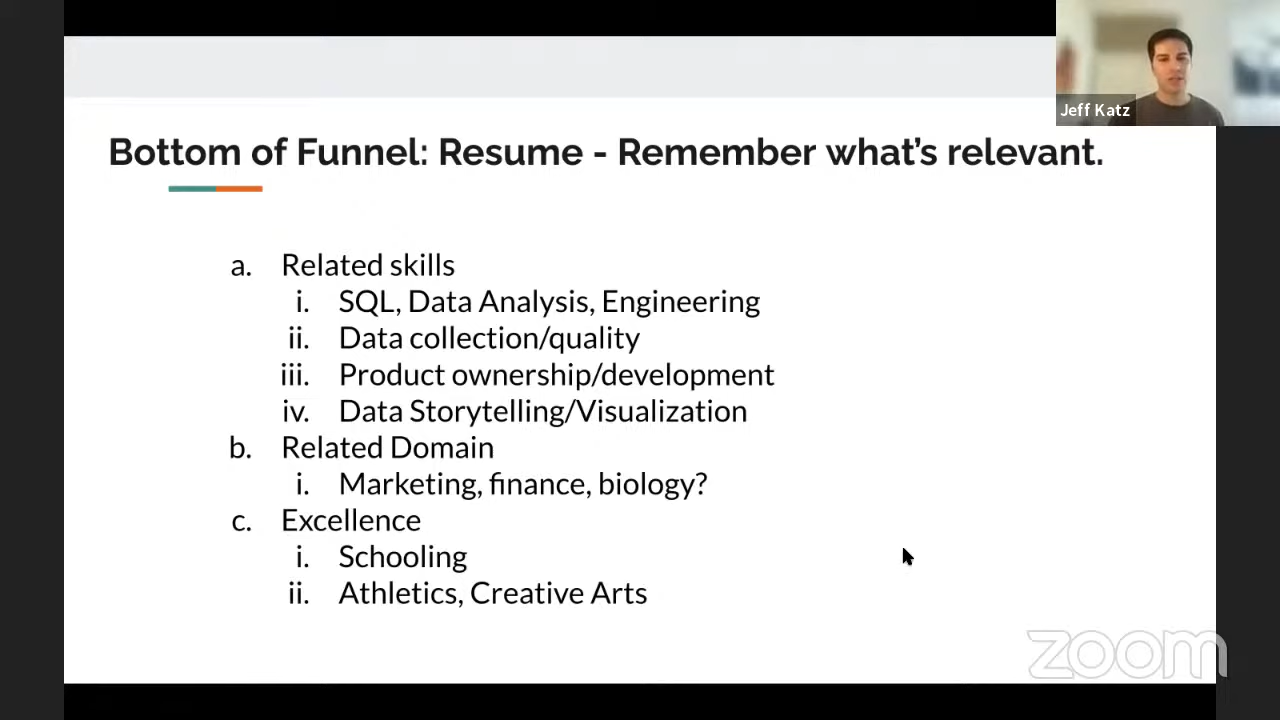 Jeff Katz
Bottom of Funnel: Resume - Remember what's relevant.
a. Related skills
i. SQL, Data Analysis, Engineering
ii. Data collection/quality
iii. Product ownership/development
iv. Data Storytelling/Visualization
b. Related Domain
i. Marketing, finance, biology?
c. Excellence
i. Schooling
ii. Athletics, Creative Arts
zoom